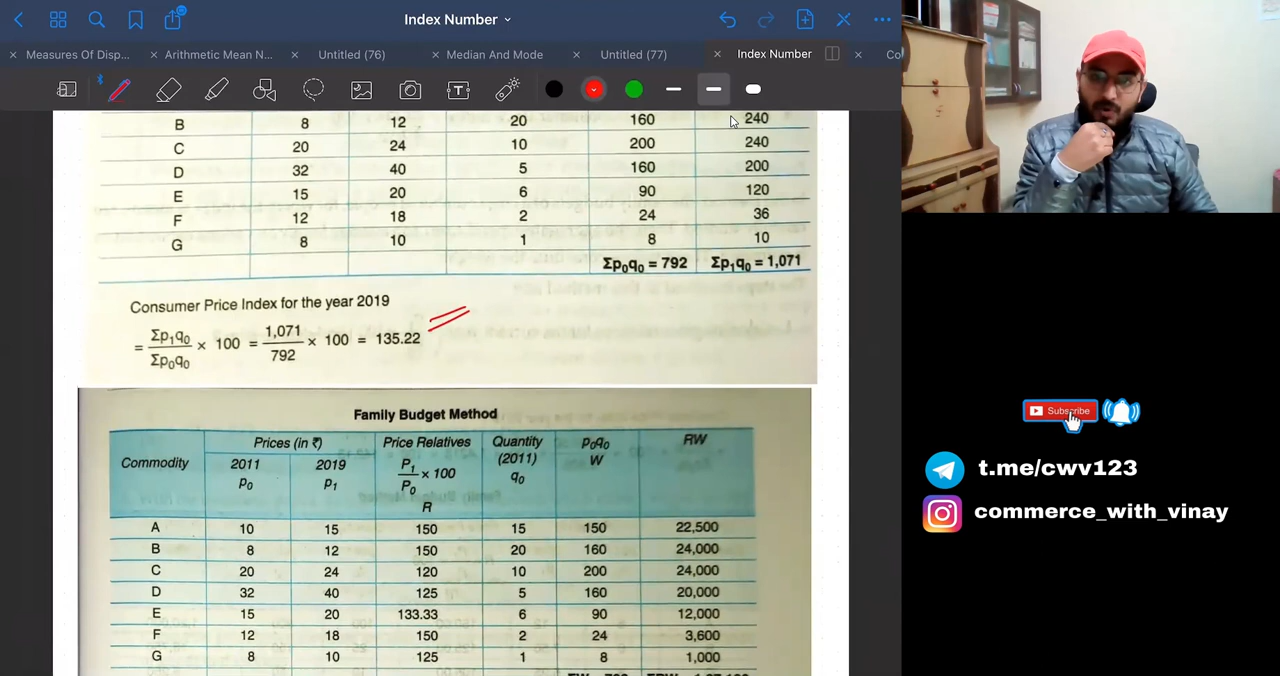 Index Number
Measures Of Disp...
Arithmetic Mean N...
Untitled (76)
Median And Mode
Untitled (77)
Index Number
Co
B 8 12 20 160 240
C 20 24 10 200 240
D 32 40 5 160 200
E 15 20 6 90 120
F 12 18 2 24 36
G 8 10 1 8 10
Σp₀q₀ = 792 Σp₁q₀ = 1,071
Consumer Price Index for the year 2019
= Σp₁q₀ / Σp₀q₀ × 100 = 1,071 / 792 × 100 = 135.22
Family Budget Method
Commodity Prices (in ₹) Price Relatives Quantity p₀q₀ RW
2011 2019 P₁/P₀ × 100 (2011) W
p₀ p₁ R q₀
A 10 15 150 15 150 22,500
B 8 12 150 20 160 24,000
C 20 24 120 10 200 24,000
D 32 40 125 5 160 20,000
E 15 20 133.33 6 90 12,000
F 12 18 150 2 24 3,600
G 8 10 125 1 8 1,000
Subscribe
t.me/cwv123
commerce_with_vinay